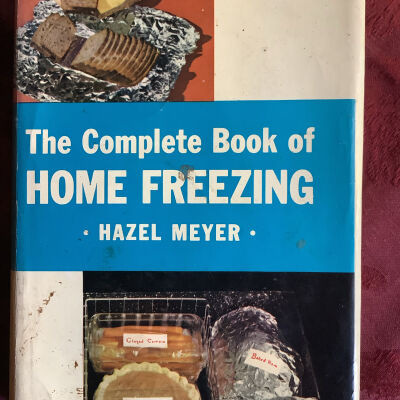 The Complete Book of
HOME FREEZING
• HAZEL MEYER •
Glazed Carrots
Baked Ham